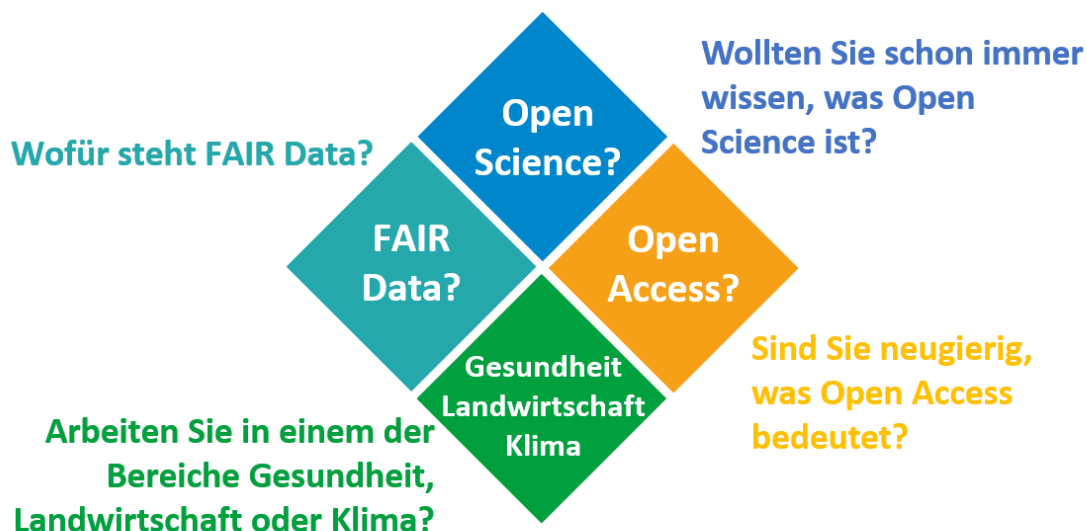 Open
Science?
Wollten Sie schon immer
wissen, was Open
Science ist?
Wofür steht FAIR Data?
FAIR
Data?
Open
Access?
Sind Sie neugierig,
was Open Access
bedeutet?
Gesundheit
Landwirtschaft
Klima
Arbeiten Sie in einem der
Bereiche Gesundheit,
Landwirtschaft oder Klima?